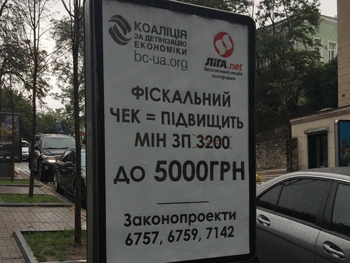 КОАЛІЦІЯ
ЗА ДЕТІНІЗАЦІЮ
ЕКОНОМІКИ
bc-ua.org
ЛІГА.net
ФІСКАЛЬНИЙ
ЧЕК = ПІДВИЩИТЬ
МІН ЗП 3200
ДО 5000ГРН
Законопроекти
6757, 6759, 7142